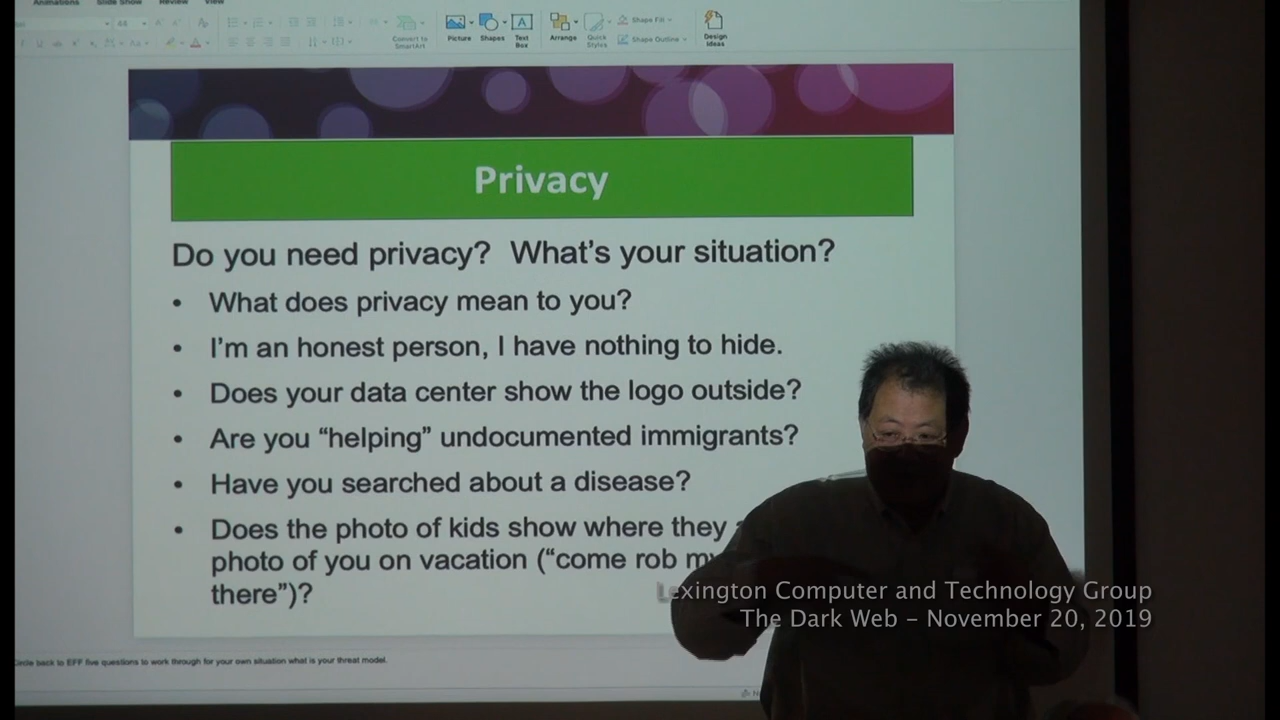 Animations Slide Show Review View
48
Convert to
SmartArt
Picture
Shapes
Text
Box
Arrange
Quick
Styles
Shape Fill
Shape Outline
Design
Ideas
Privacy
Do you need privacy? What's your situation?
• What does privacy mean to you?
• I'm an honest person, I have nothing to hide.
• Does your data center show the logo outside?
• Are you “helping” undocumented immigrants?
• Have you searched about a disease?
• Does the photo of kids show where they
photo of you on vacation (“come rob my
there”)?
Lexington Computer and Technology Group
The Dark Web – November 20, 2019
Circle back to EFF five questions to work through for your own situation what is your threat model.